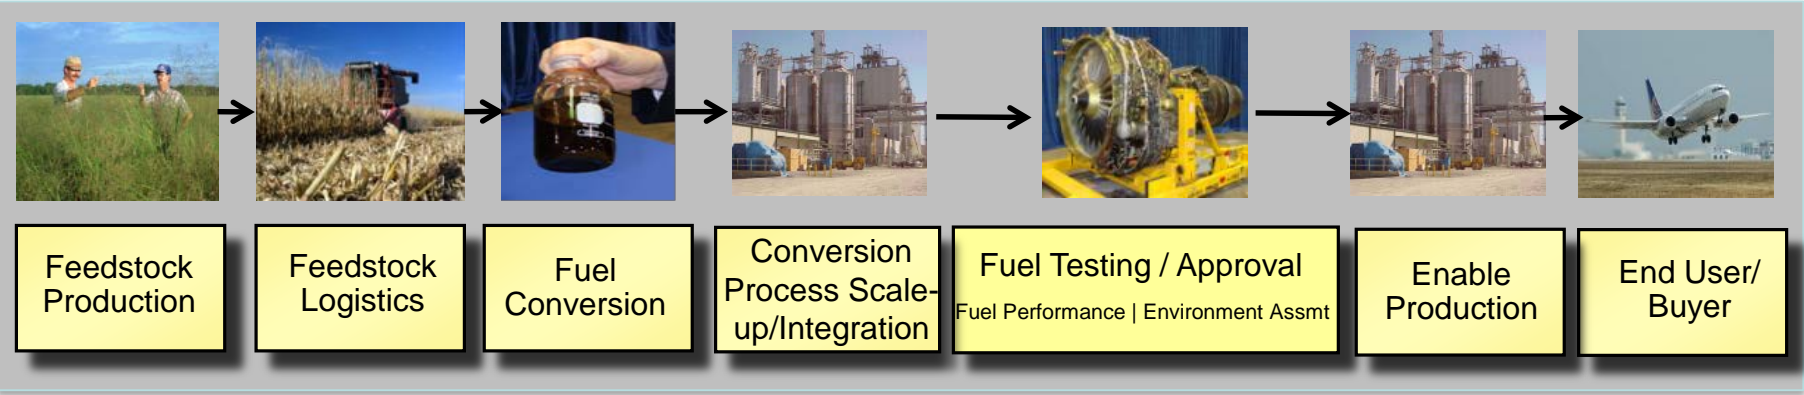 Feedstock
Production
Feedstock
Logistics
Fuel
Conversion
Conversion
Process Scale-
up/Integration
Fuel Testing / Approval
Fuel Performance | Environment Assmt
Enable
Production
End User/
Buyer